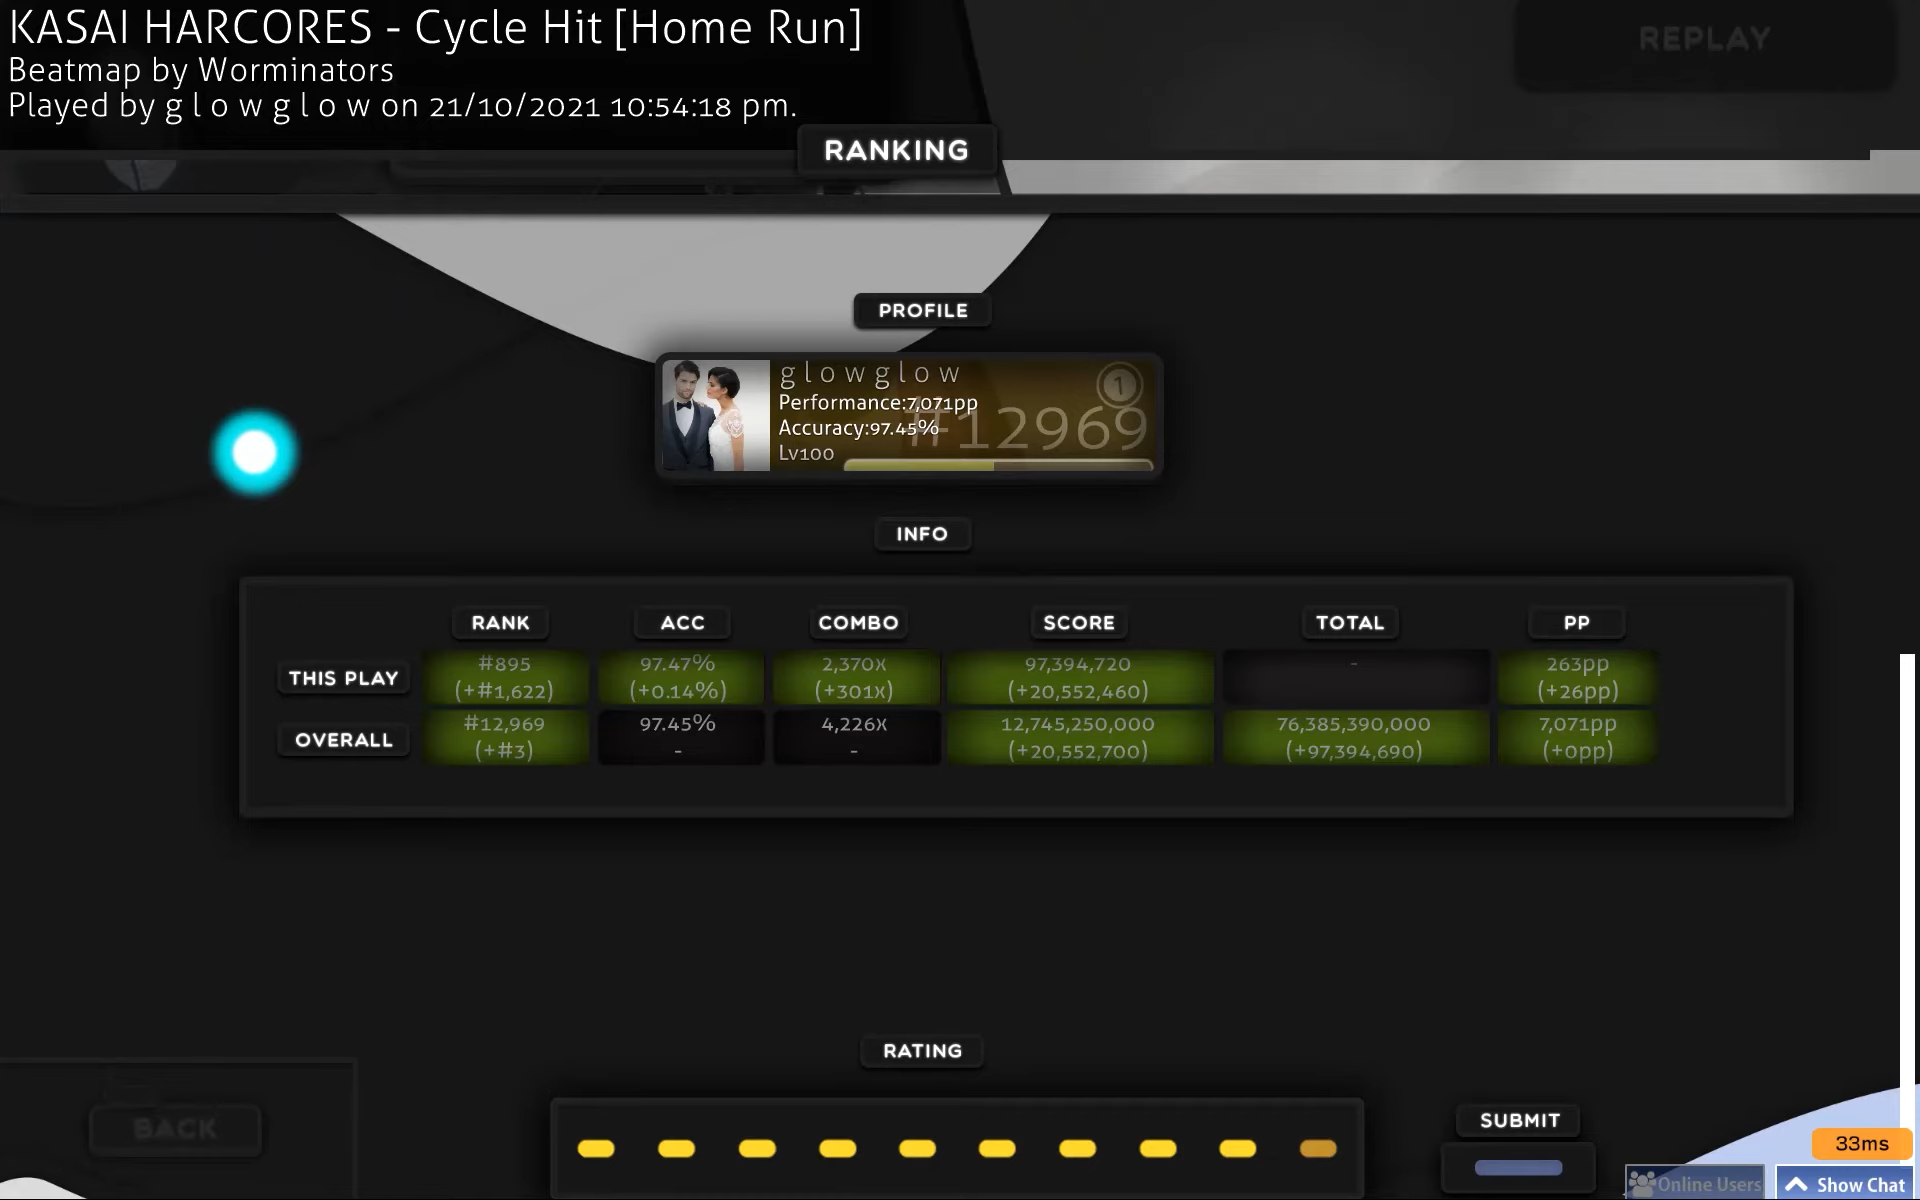 KASAI HARCORES - Cycle Hit [Home Run]
Beatmap by Worminators
Played by g l o w g l o w on 21/10/2021 10:54:18 pm.
REPLAY
RANKING
PROFILE
g l o w g l o w
Performance:7,071pp
Accuracy:97.45%
Lv100
#12969
1
INFO
RANK ACC COMBO SCORE TOTAL PP
THIS PLAY #895 97.47% 2,370x 97,394,720 - 263pp
(+#1,622) (+0.14%) (+301x) (+20,552,460) (+26pp)
OVERALL #12,969 97.45% 4,226x 12,745,250,000 76,385,390,000 7,071pp
(+#3) - - (+20,552,700) (+97,394,690) (+0pp)
RATING
BACK
SUBMIT
33ms
Online Users
Show Chat